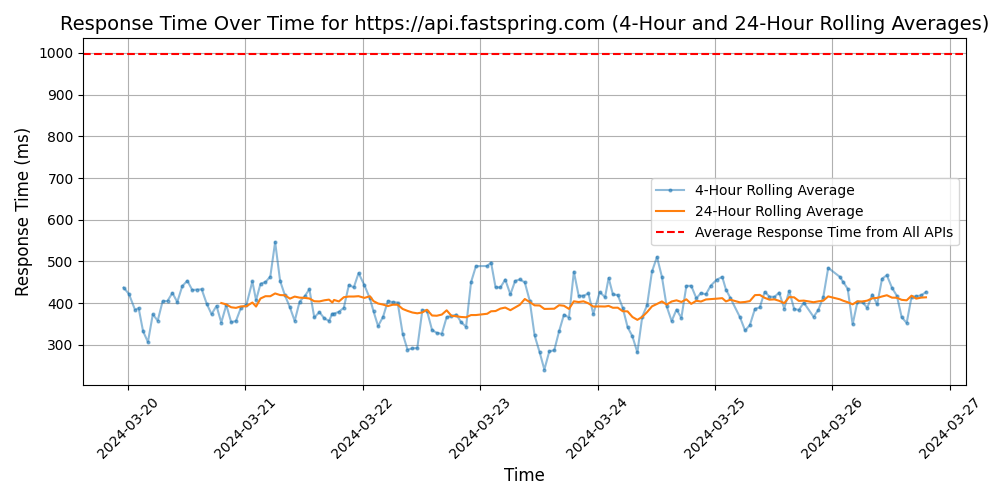 Response Time Over Time for https://api.fastspring.com (4-Hour and 24-Hour Rolling Averages)
Response Time (ms)
1000
900
800
700
600
500
400
300
4-Hour Rolling Average
24-Hour Rolling Average
Average Response Time from All APIs
2024-03-20
2024-03-21
2024-03-22
2024-03-23
2024-03-24
2024-03-25
2024-03-26
2024-03-27
Time